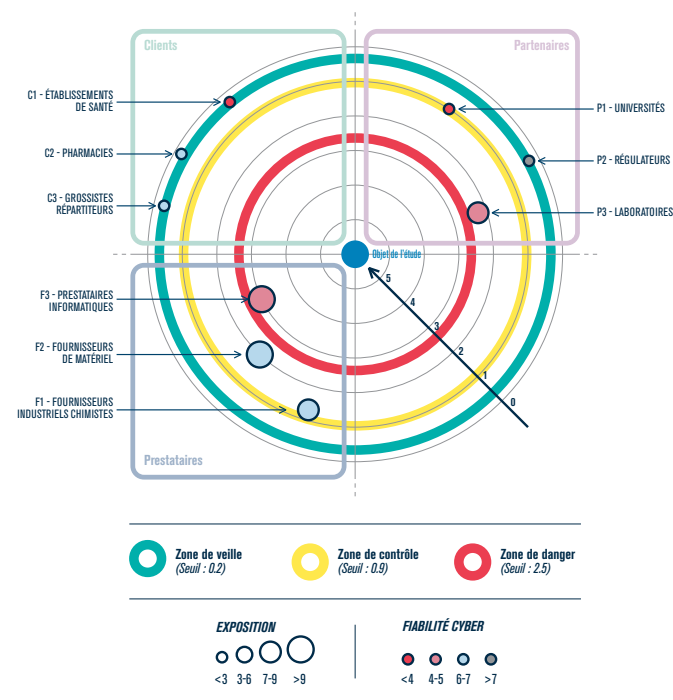 Clients
Partenaires
C1 - ÉTABLISSEMENTS
DE SANTÉ
P1 - UNIVERSITÉS
C2 - PHARMACIES
P2 - RÉGULATEURS
C3 - GROSSISTES
RÉPARTITEURS
P3 - LABORATOIRES
Objet de l'étude
5
4
3
2
1
0
F3 - PRESTATAIRES
INFORMATIQUES
F2 - FOURNISSEURS
DE MATÉRIEL
F1 - FOURNISSEURS
INDUSTRIELS CHIMISTES
Prestataires
Zone de veille
(Seuil : 0.2)
Zone de contrôle
(Seuil : 0.9)
Zone de danger
(Seuil : 2.5)
EXPOSITION
<3 3-6 7-9 >9
FIABILITÉ CYBER
<4 4-5 6-7 >7